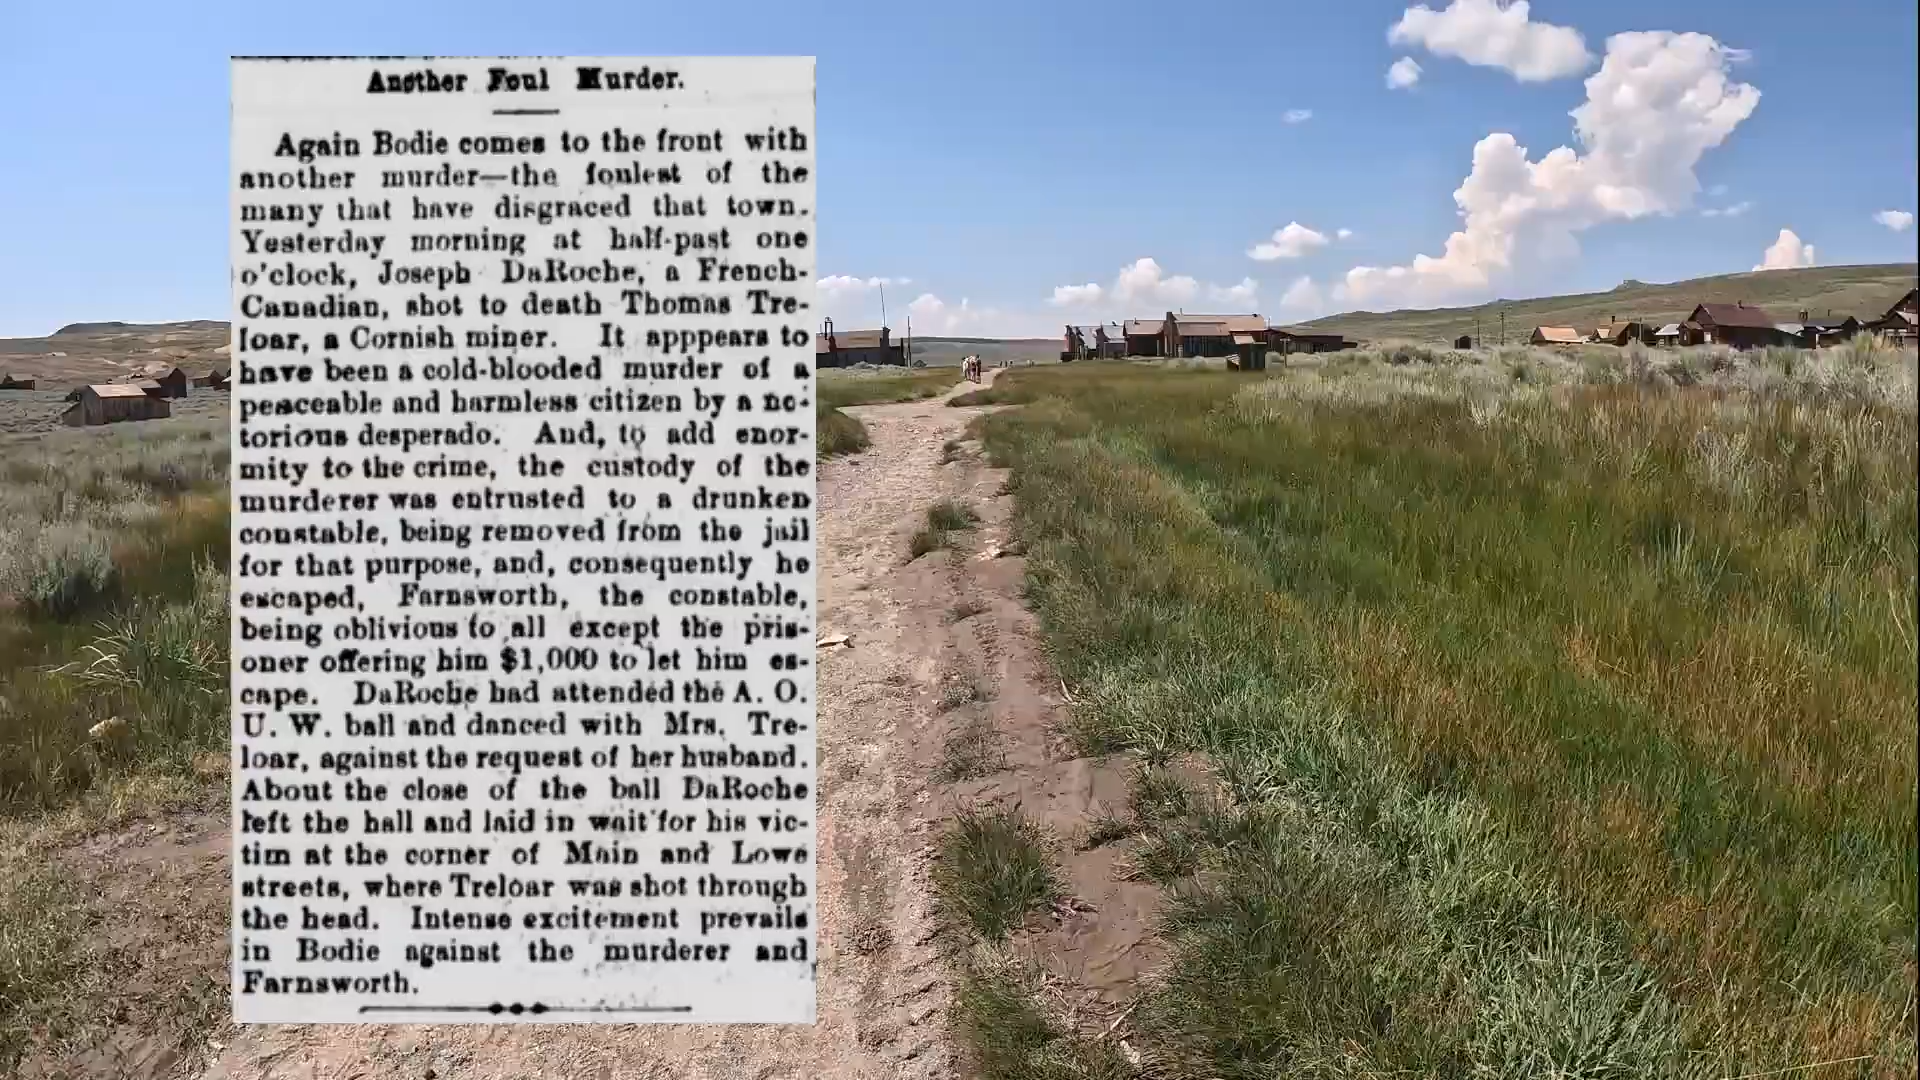 Another Foul Murder.
Again Bodie comes to the front with
another murder—the foulest of the
many that have disgraced that town.
Yesterday morning at half-past one
o'clock, Joseph DaRoche, a French-
Canadian, shot to death Thomas Tre-
loar, a Cornish miner. It apppears to
have been a cold-blooded murder of a
peaceable and harmless citizen by a no-
torious desperado. And, to add enor-
mity to the crime, the custody of the
murderer was entrusted to a drunken
constable, being removed from the jail
for that purpose, and, consequently he
escaped, Farnsworth, the constable,
being oblivious to all except the pris-
oner offering him $1,000 to let him es-
cape. DaRoche had attended the A. O.
U. W. ball and danced with Mrs. Tre-
loar, against the request of her husband.
About the close of the ball DaRoche
left the hall and laid in wait for his vic-
tim at the corner of Main and Lowe
streets, where Treloar was shot through
the head. Intense excitement prevails
in Bodie against the murderer and
Farnsworth.